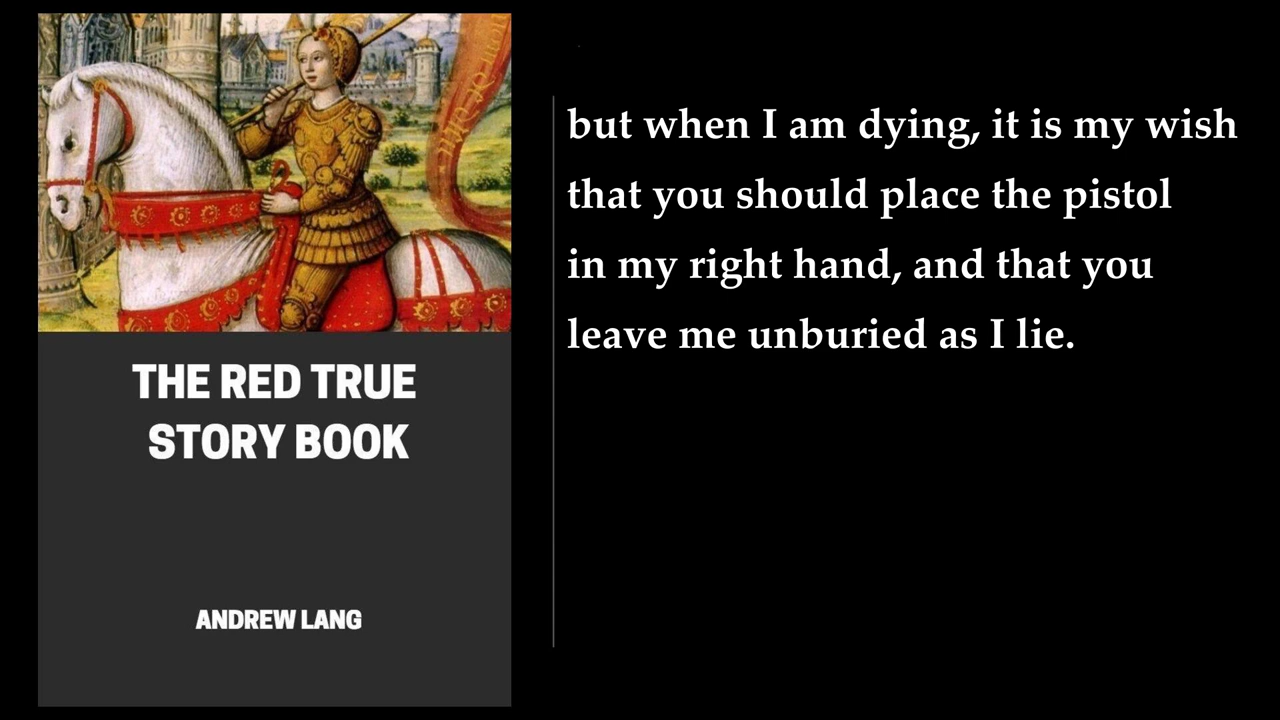 THE RED TRUE
STORY BOOK
ANDREW LANG
but when I am dying, it is my wish
that you should place the pistol
in my right hand, and that you
leave me unburied as I lie.